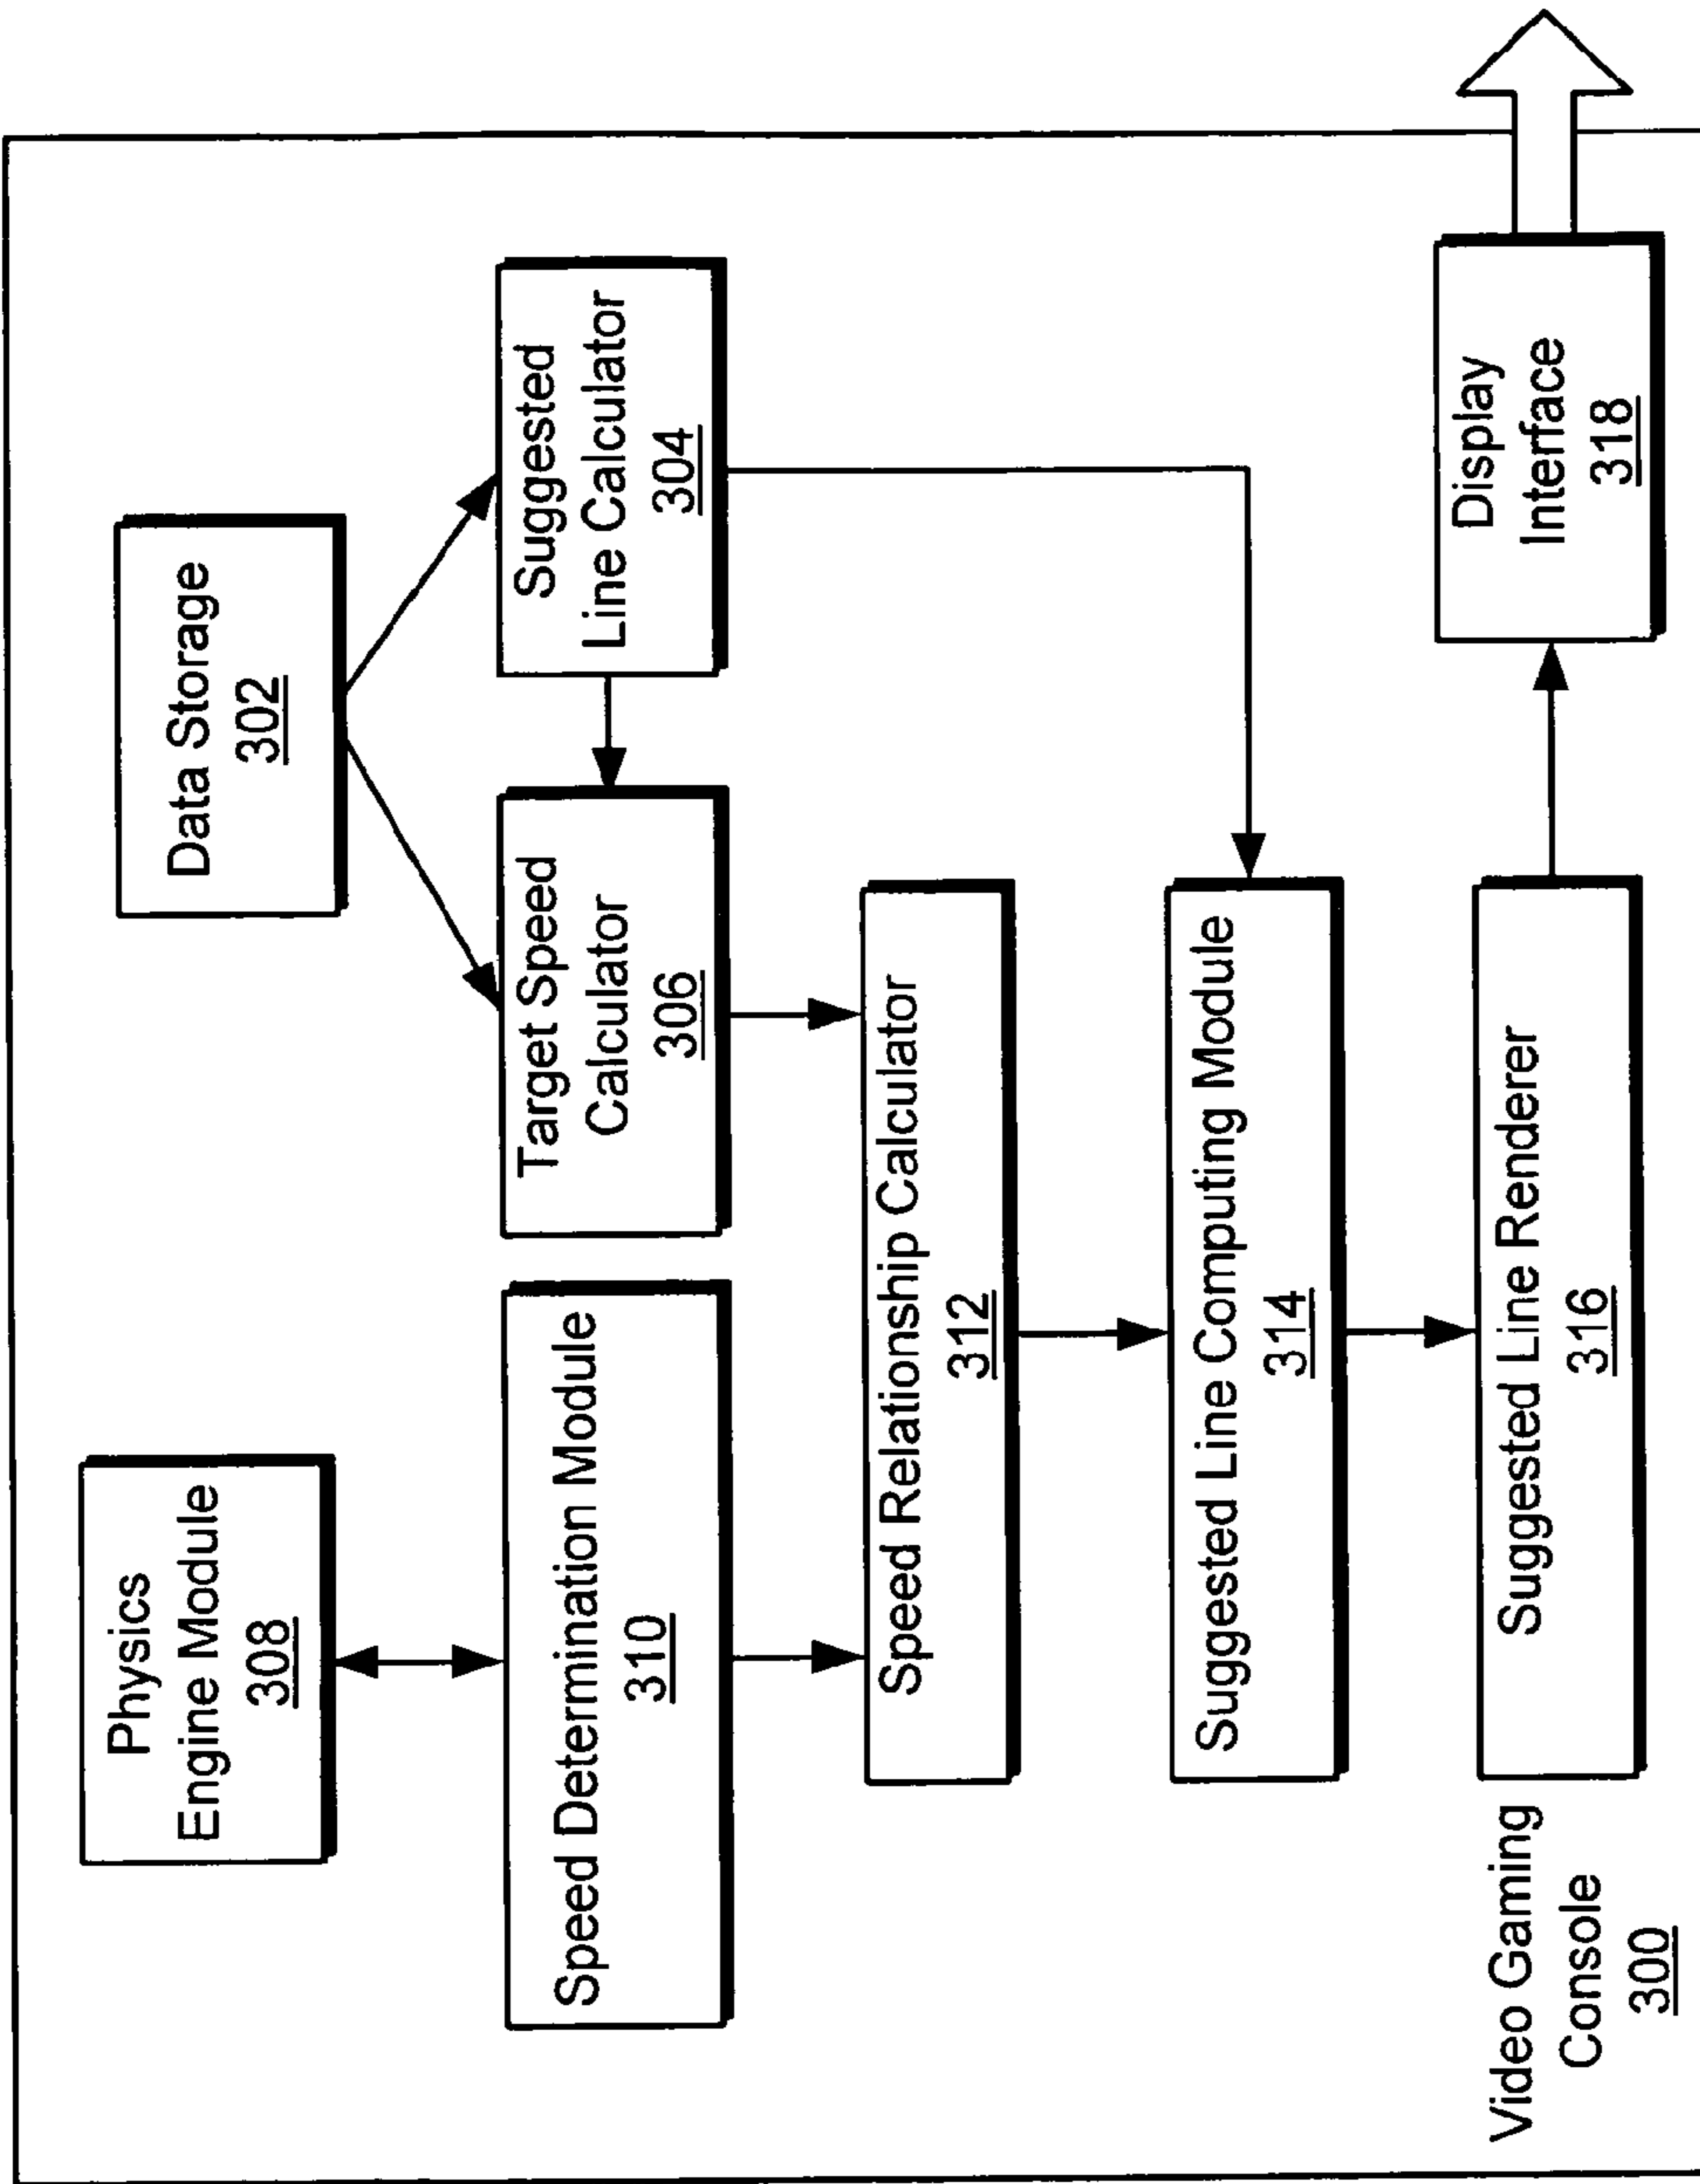 Physics
Engine Module
308
Data Storage
302
Speed Determination Module
310
Target Speed
Calculator
306
Suggested
Line Calculator
304
Speed Relationship Calculator
312
Suggested Line Computing Module
314
Suggested Line Renderer
316
Display
Interface
318
Video Gaming
Console
300